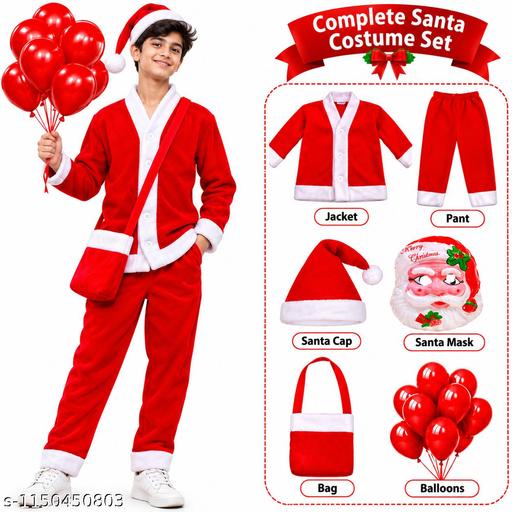 Complete Santa
Costume Set
Jacket
Pant
Merry
Christmas
Santa Cap
Santa Mask
Bag
Balloons
s-1150450803